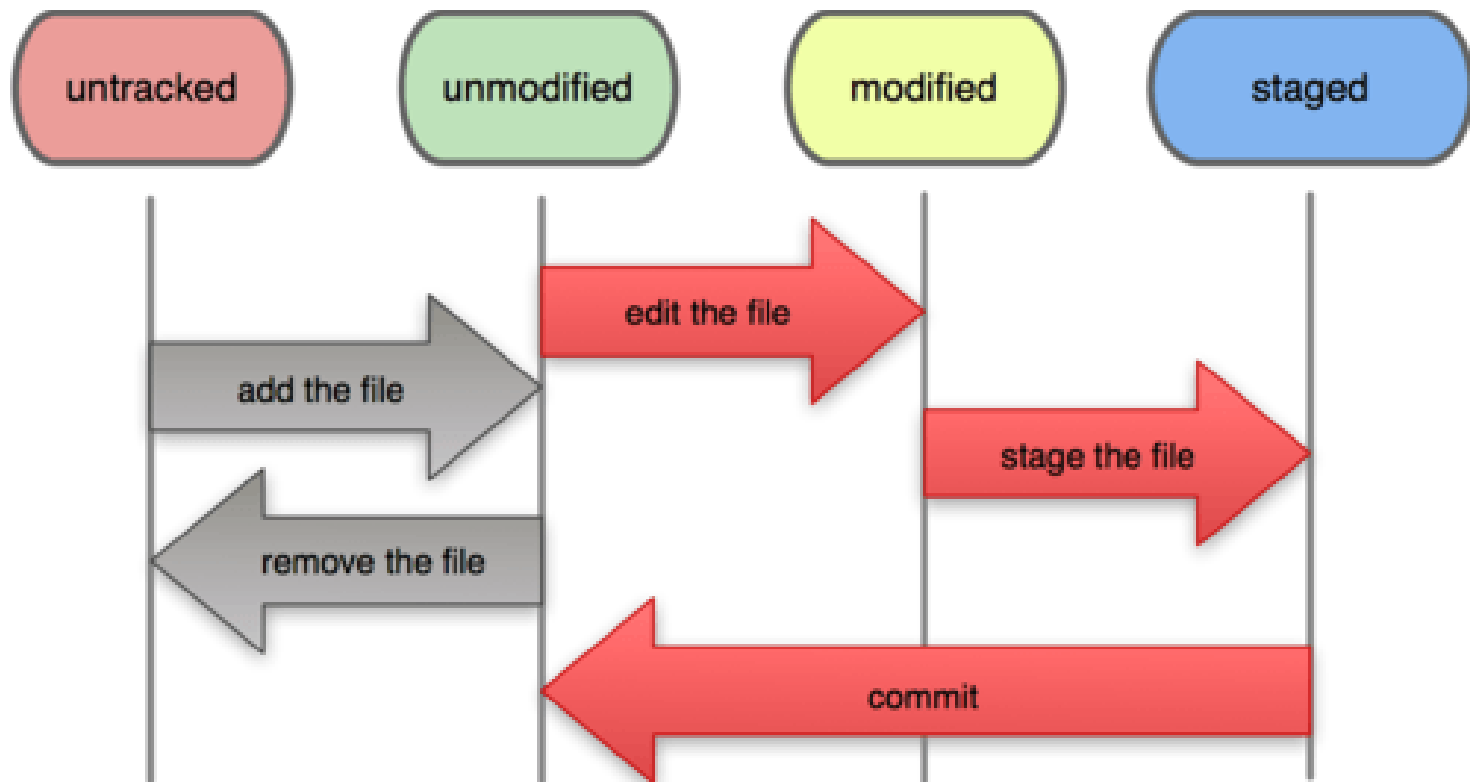 untracked
unmodified
modified
staged
edit the file
add the file
stage the file
remove the file
commit